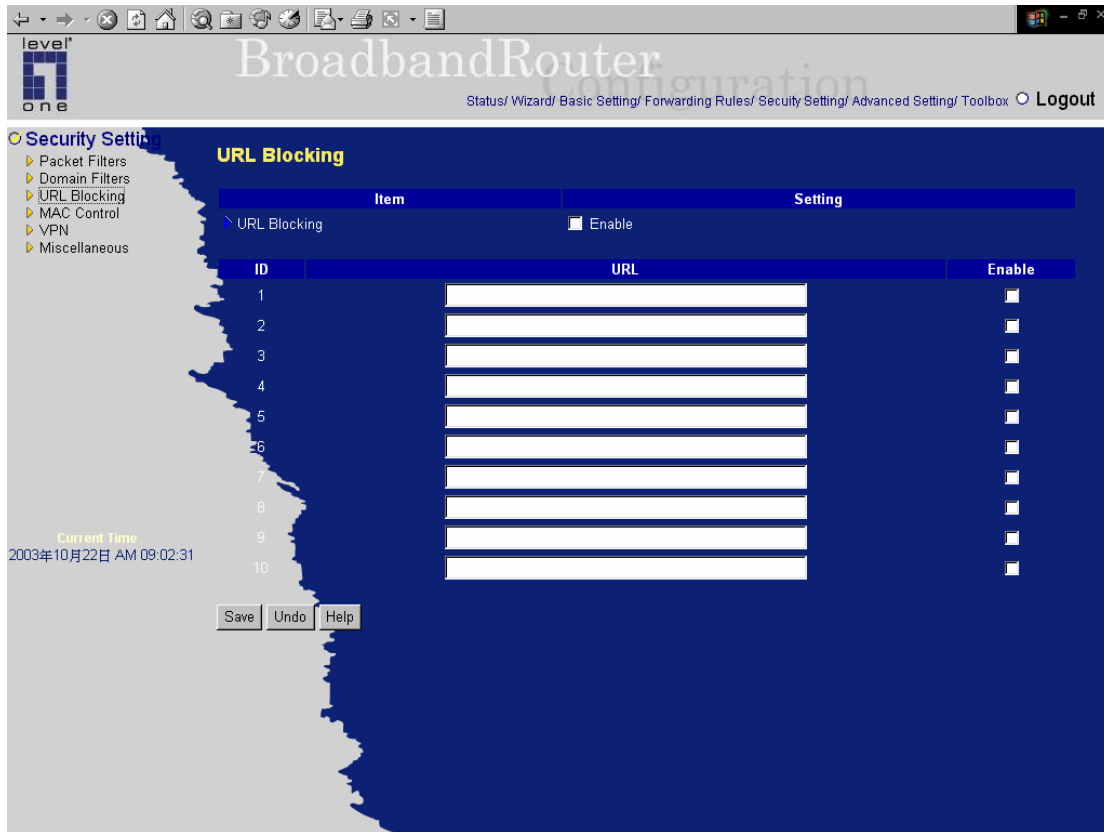 level
one
BroadbandRouter
Configuration
Status/ Wizard/ Basic Setting/ Forwarding Rules/ Secuity Setting/ Advanced Setting/ Toolbox Logout
Security Setting
Packet Filters
Domain Filters
URL Blocking
MAC Control
VPN
Miscellaneous
Current Time
2003年10月22日 AM 09:02:31
URL Blocking
Item Setting
URL Blocking Enable
ID URL Enable
1
2
3
4
5
6
7
8
9
10
Save Undo Help